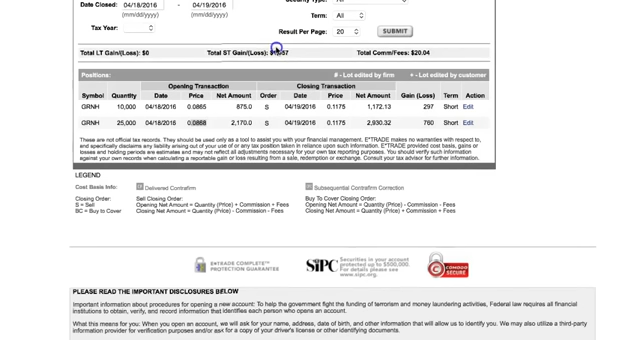 Security Type: All
Date Closed: 04/18/2016 - 04/19/2016
(mm/dd/yyyy) (mm/dd/yyyy)
Term: All
Tax Year:
Result Per Page: 20 SUBMIT
Total LT Gain/(Loss): $0 Total ST Gain/(Loss): Total Comm/Fees: $20.04
Positions: # - Lot edited by firm + - Lot edited by customer
Opening Transaction Closing Transaction
Symbol Quantity Date Price Net Amount Order Date Price Net Amount Gain (Loss) Term Action
GRNH 10,000 04/18/2016 0.0865 875.0 S 04/19/2016 0.1175 1,172.13 297 Short Edit
GRNH 25,000 04/18/2016 0.0868 2,170.0 S 04/19/2016 0.1175 2,930.32 760 Short Edit
These are not official tax records. They should be used only as a tool to assist you with your financial management. E*TRADE makes no warranties with respect to,
and specifically disclaims any liability arising out of your use of or any tax position taken in reliance upon such information. E*TRADE provided cost basis, gains or
losses and holding periods are estimates and may not reflect all adjustments necessary for your own tax reporting purposes. You should verify such information
against your own records when calculating a reportable gain or loss resulting from a sale, redemption or exchange. Consult your tax advisor for further information.
LEGEND
Cost Basis Info: Delivered Contrafirm Subsequential Contrafirm Correction
Closing Order: Sell Closing Order: Buy To Cover Closing Order:
S = Sell Opening Net Amount = Quantity (Price) + Commission + Fees Opening Net Amount = Quantity (Price) - Commission - Fees
BC = Buy to Cover Closing Net Amount = Quantity (Price) - Commission - Fees Closing Net Amount = Quantity (Price) + Commission + Fees
E*TRADE COMPLETE™
PROTECTION GUARANTEE
SIPC
Securities in your account
protected up to $500,000.
For details please see
www.sipc.org.
COMODO
SECURE
PLEASE READ THE IMPORTANT DISCLOSURES BELOW
Important information about procedures for opening a new account: To help the government fight the funding of terrorism and money laundering activities, Federal law requires all financial
institutions to obtain, verify, and record information that identifies each person who opens an account.
What this means for you: When you open an account, we will ask for your name, address, date of birth, and other information that will allow us to identify you. We may also utilize a third-party
information provider for verification purposes and/or ask for a copy of your driver's license or other identifying documents.